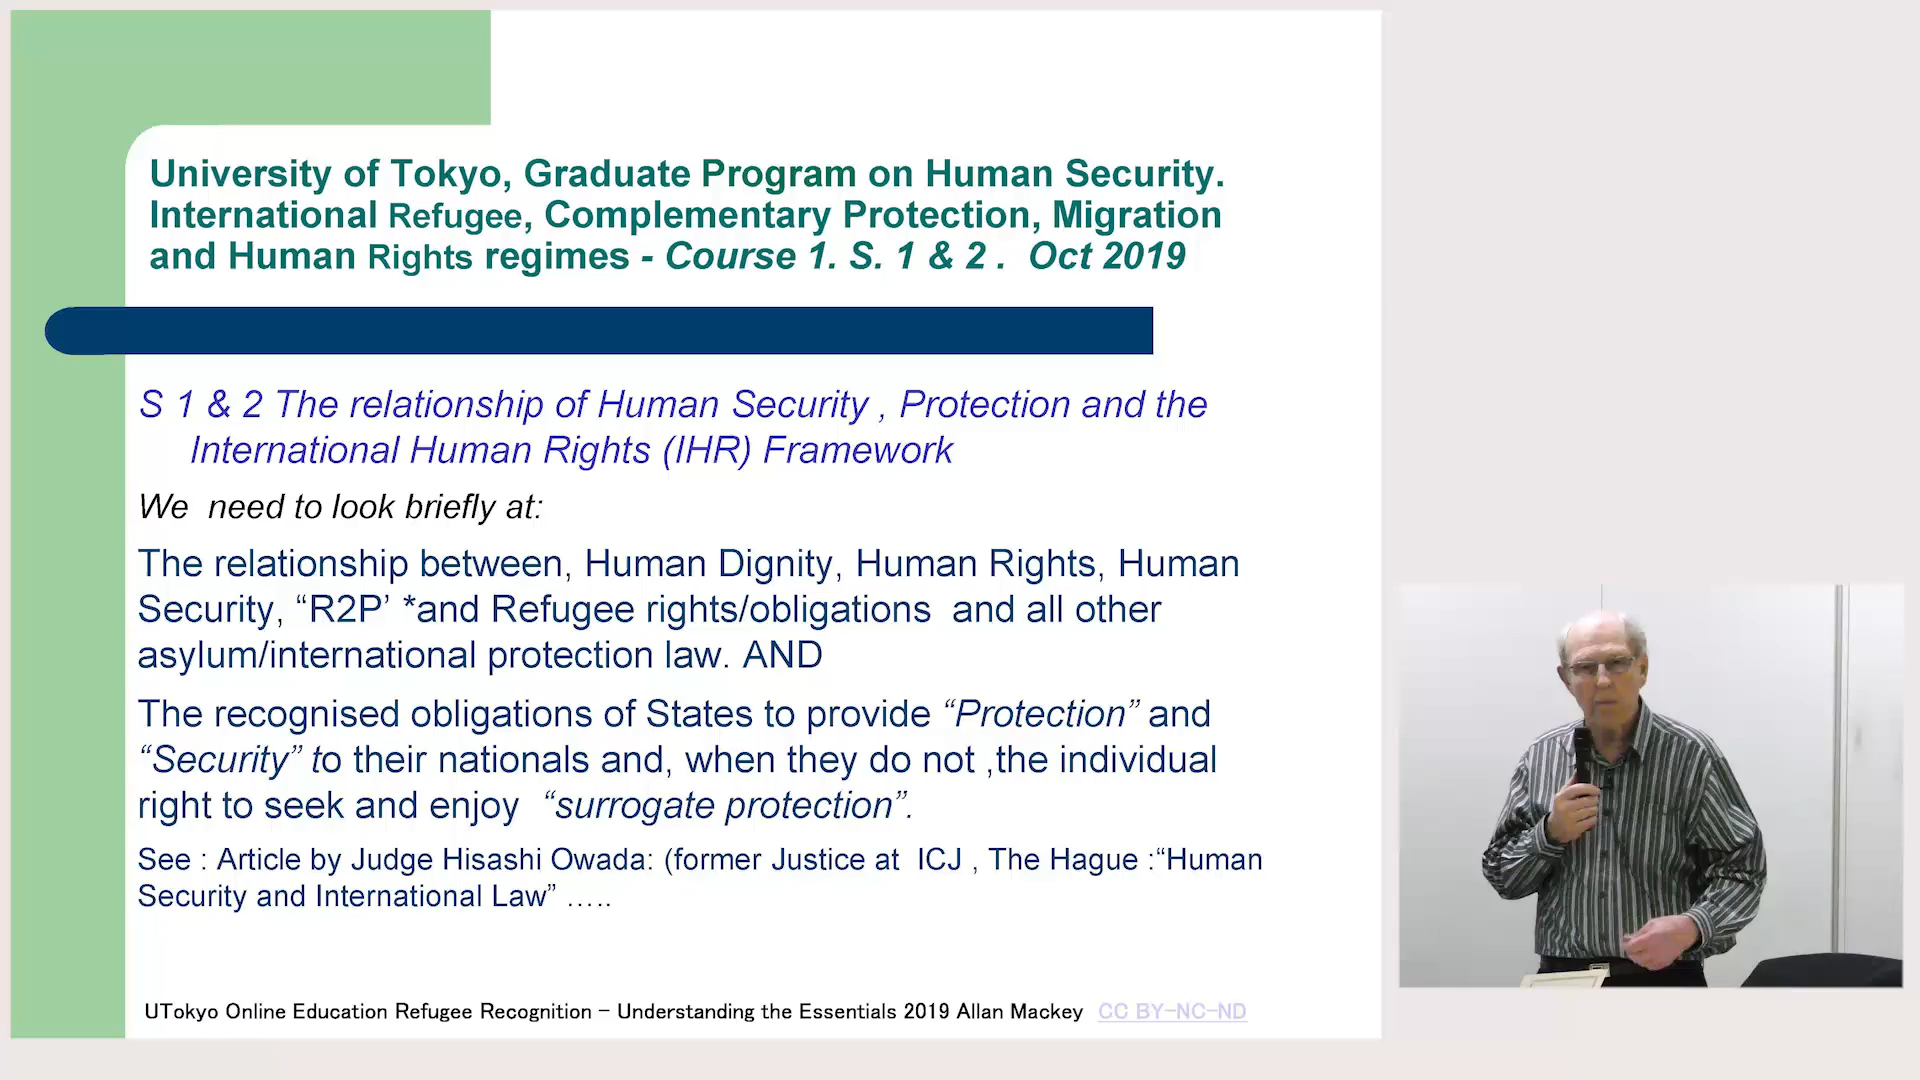 University of Tokyo, Graduate Program on Human Security.
International Refugee, Complementary Protection, Migration
and Human Rights regimes - Course 1. S. 1 & 2 .  Oct 2019
S 1 & 2 The relationship of Human Security , Protection and the
International Human Rights (IHR) Framework
We  need to look briefly at:
The relationship between, Human Dignity, Human Rights, Human
Security, “R2P’ *and Refugee rights/obligations  and all other
asylum/international protection law. AND
The recognised obligations of States to provide “Protection” and
“Security” to their nationals and, when they do not ,the individual
right to seek and enjoy  “surrogate protection”.
See : Article by Judge Hisashi Owada: (former Justice at  ICJ , The Hague :“Human
Security and International Law” …..
UTokyo Online Education Refugee Recognition – Understanding the Essentials 2019 Allan Mackey  CC BY-NC-ND